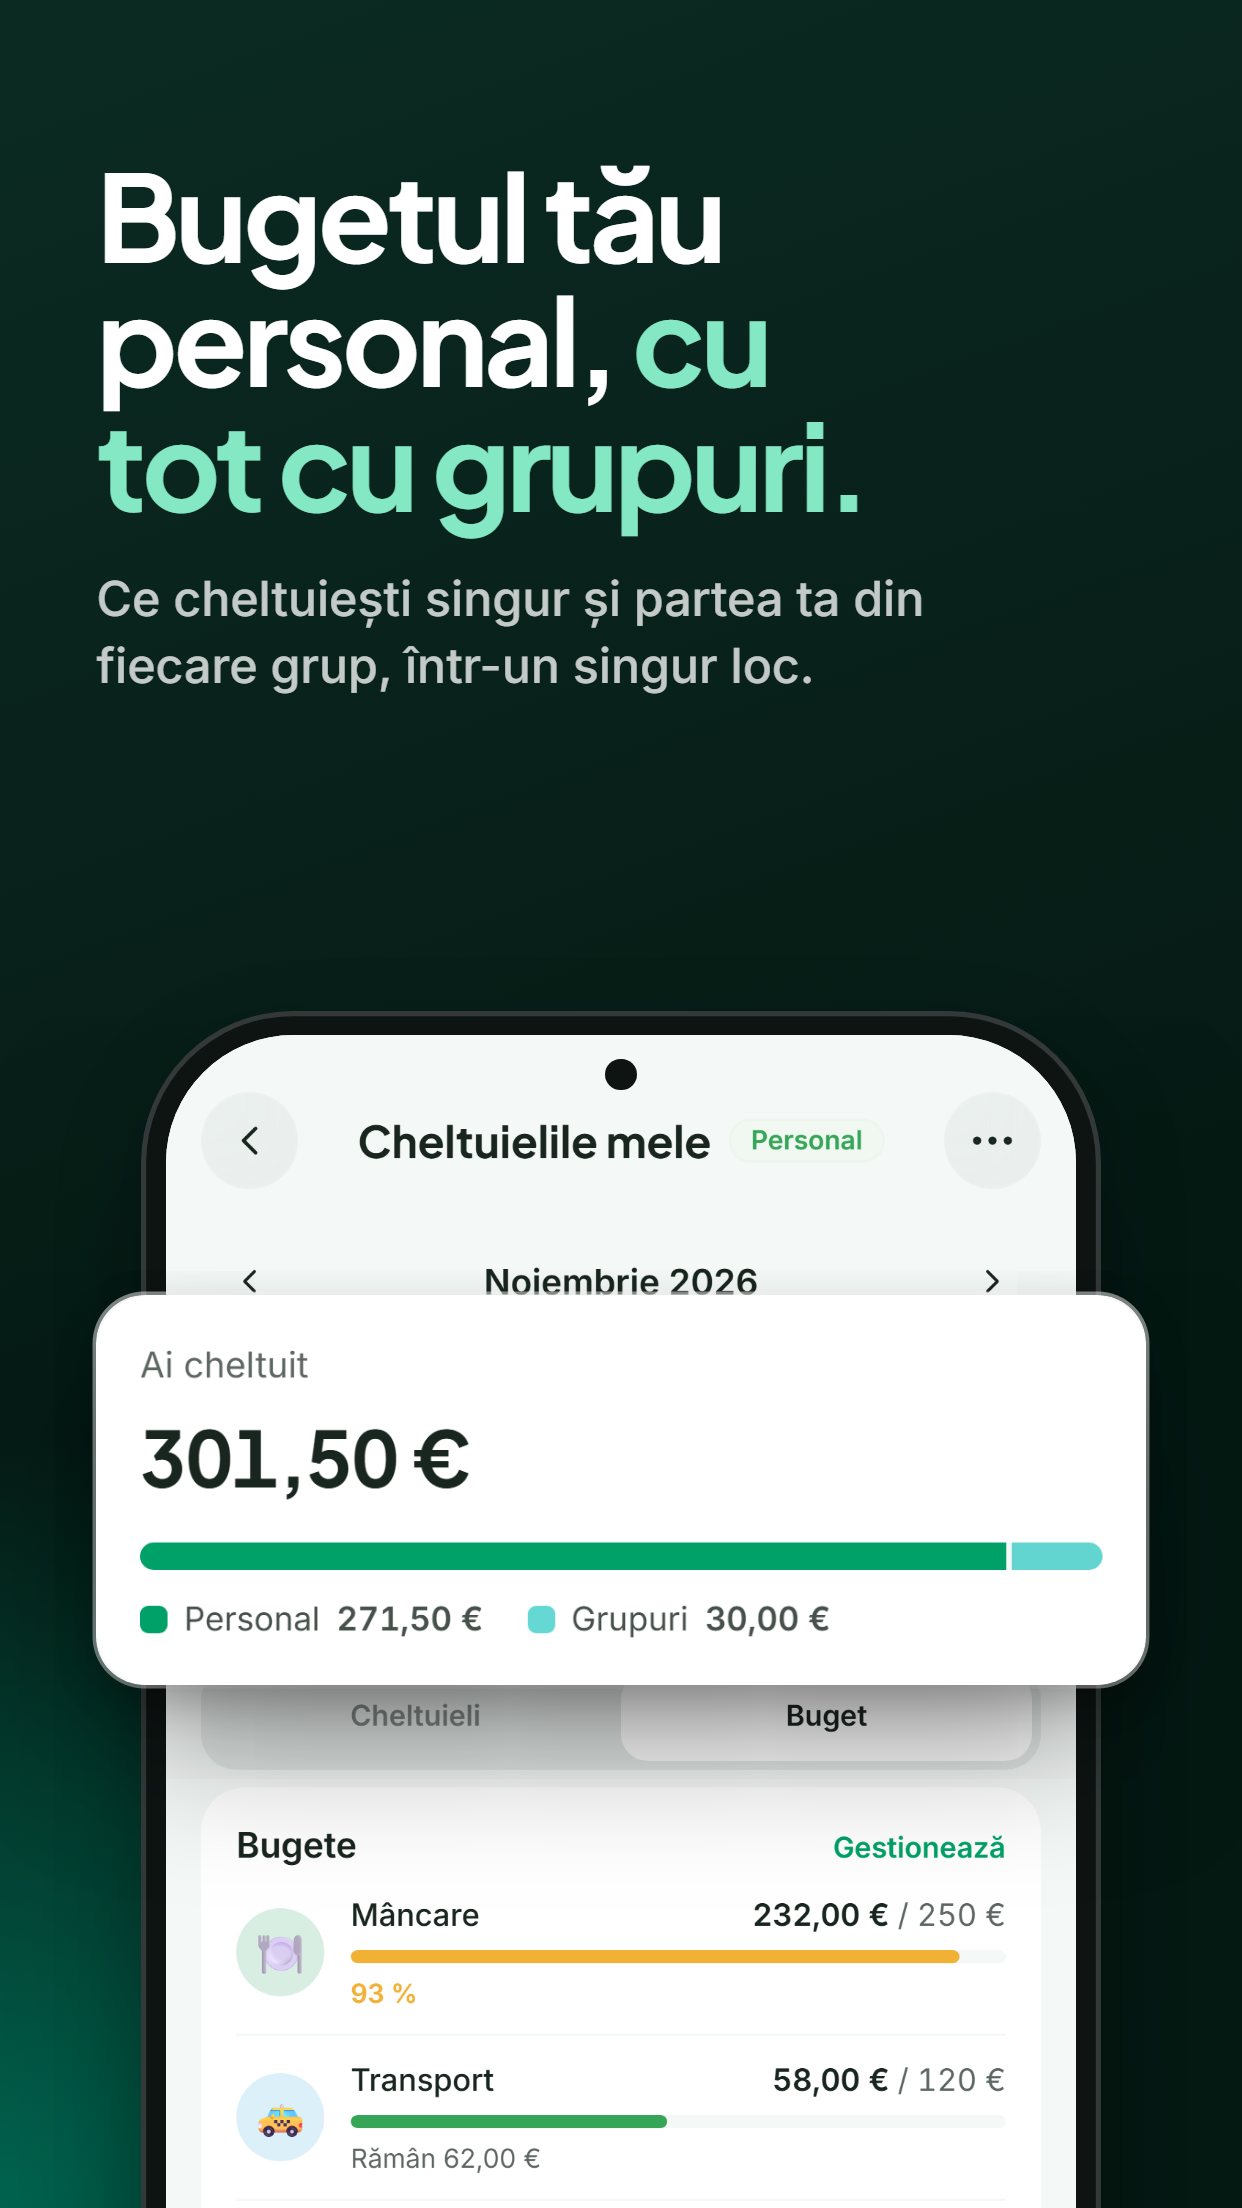 Bugetul tău
personal, cu
tot cu grupuri.
Ce cheltuiești singur și partea ta din
fiecare grup, într-un singur loc.
Cheltuielile mele Personal
Noiembrie 2026
Ai cheltuit
301,50 €
Personal 271,50 € Grupuri 30,00 €
Cheltuieli Buget
Bugete Gestionează
Mâncare 232,00 € / 250 €
93 %
Transport 58,00 € / 120 €
Rămân 62,00 €